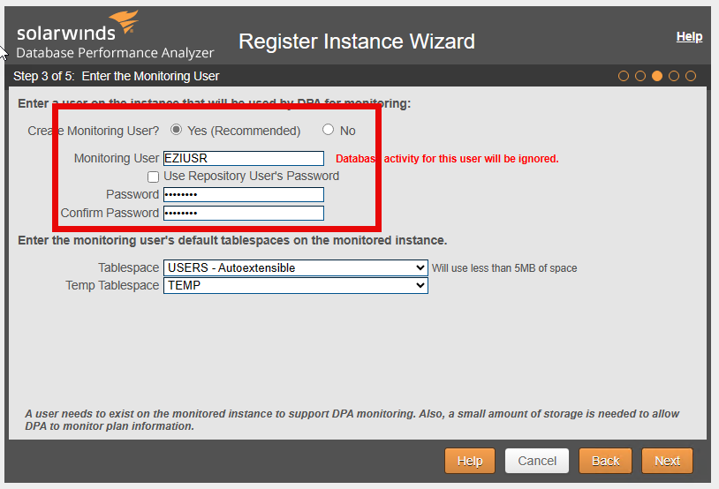 solarwinds
Database Performance Analyzer
Register Instance Wizard
Help
Step 3 of 5: Enter the Monitoring User
Enter a user on the instance that will be used by DPA for monitoring:
Create Monitoring User? Yes (Recommended) No
Monitoring User EZIUSR Database activity for this user will be ignored.
Use Repository User's Password
Password ••••••••
Confirm Password ••••••••
Enter the monitoring user's default tablespaces on the monitored instance.
Tablespace USERS - Autoextensible Will use less than 5MB of space
Temp Tablespace TEMP
A user needs to exist on the monitored instance to support DPA monitoring. Also, a small amount of storage is needed to allow
DPA to monitor plan information.
Help Cancel Back Next